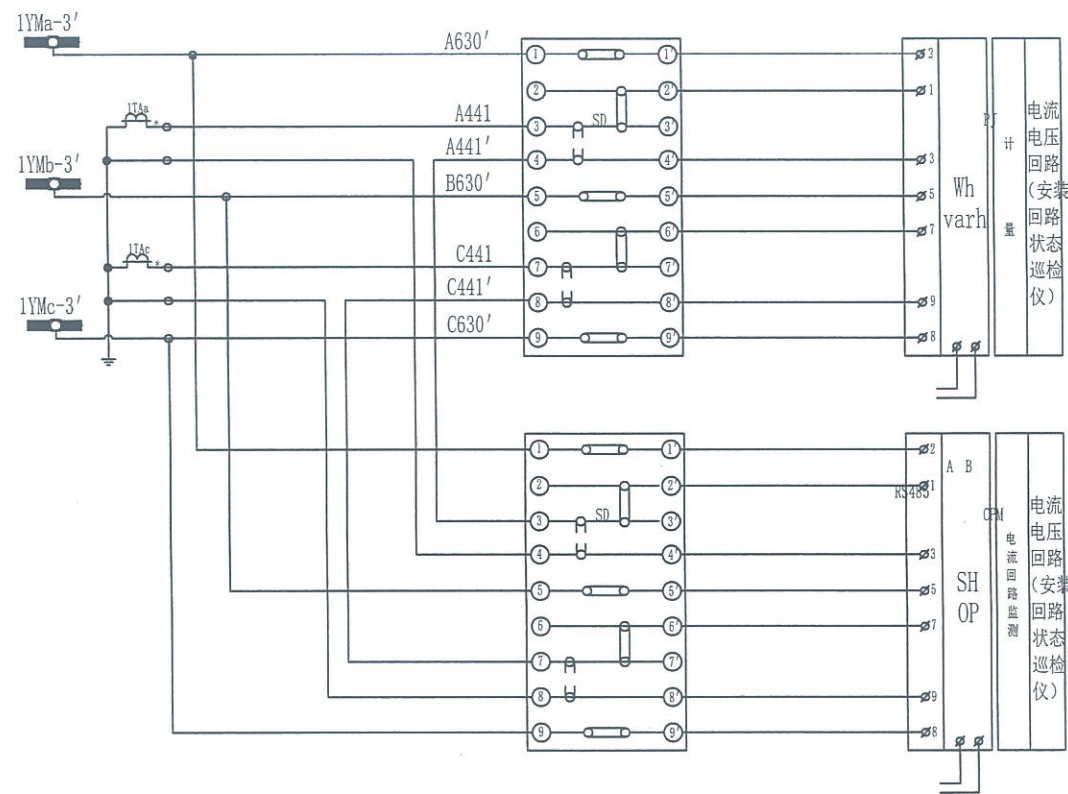 1YMa-3′
A630′
1TAa
*
A441
A441′
1YMb-3′
B630′
1TAc
*
C441
C441′
1YMc-3′
C630′
1
1′
2
2′
3
SD
3′
4
4′
5
5′
6
6′
7
7′
8
8′
9
9′
3
1
3
5
7
9
8
Wh
varh
PJ
计
量
电流
电压
回路
(安装
回路
状态
巡检
仪)
1
1′
2
2′
3
SD
3′
4
4′
5
5′
6
6′
7
7′
8
8′
9
9′
2
1
3
5
7
9
8
A B
RS485
SH
OP
OPM
电
流
回
路
监
测
电流
电压
回路
(安装
回路
状态
巡检
仪)